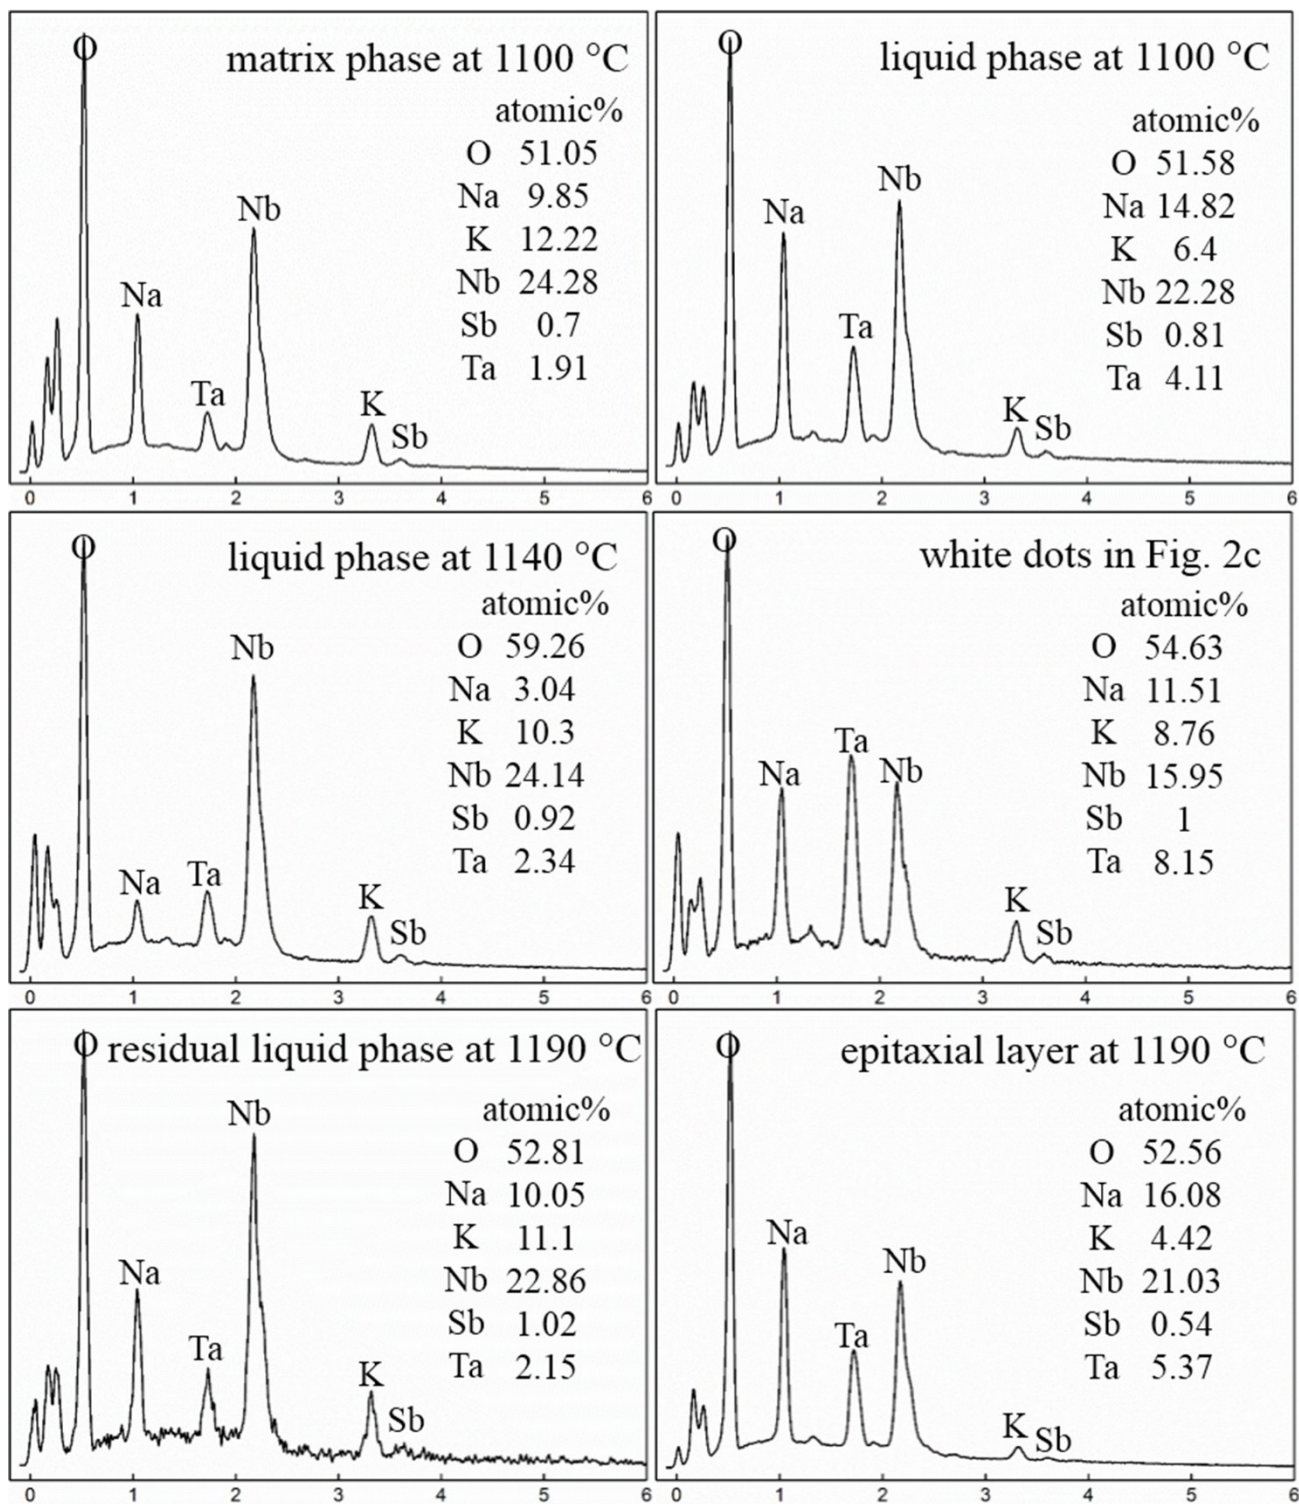 matrix phase at 1100 °C
atomic%
O 51.05
Na 9.85
K 12.22
Nb 24.28
Sb 0.7
Ta 1.91
O
Na
Ta
Nb
K
Sb
0 1 2 3 4 5 6
liquid phase at 1100 °C
atomic%
O 51.58
Na 14.82
K 6.4
Nb 22.28
Sb 0.81
Ta 4.11
O
Na
Ta
Nb
K
Sb
0 1 2 3 4 5 6
liquid phase at 1140 °C
atomic%
O 59.26
Na 3.04
K 10.3
Nb 24.14
Sb 0.92
Ta 2.34
O
Na
Ta
Nb
K
Sb
0 1 2 3 4 5 6
white dots in Fig. 2c
atomic%
O 54.63
Na 11.51
K 8.76
Nb 15.95
Sb 1
Ta 8.15
O
Na
Ta
Nb
K
Sb
0 1 2 3 4 5 6
residual liquid phase at 1190 °C
atomic%
O 52.81
Na 10.05
K 11.1
Nb 22.86
Sb 1.02
Ta 2.15
O
Na
Ta
Nb
K
Sb
0 1 2 3 4 5 6
epitaxial layer at 1190 °C
atomic%
O 52.56
Na 16.08
K 4.42
Nb 21.03
Sb 0.54
Ta 5.37
O
Na
Ta
Nb
K
Sb
0 1 2 3 4 5 6